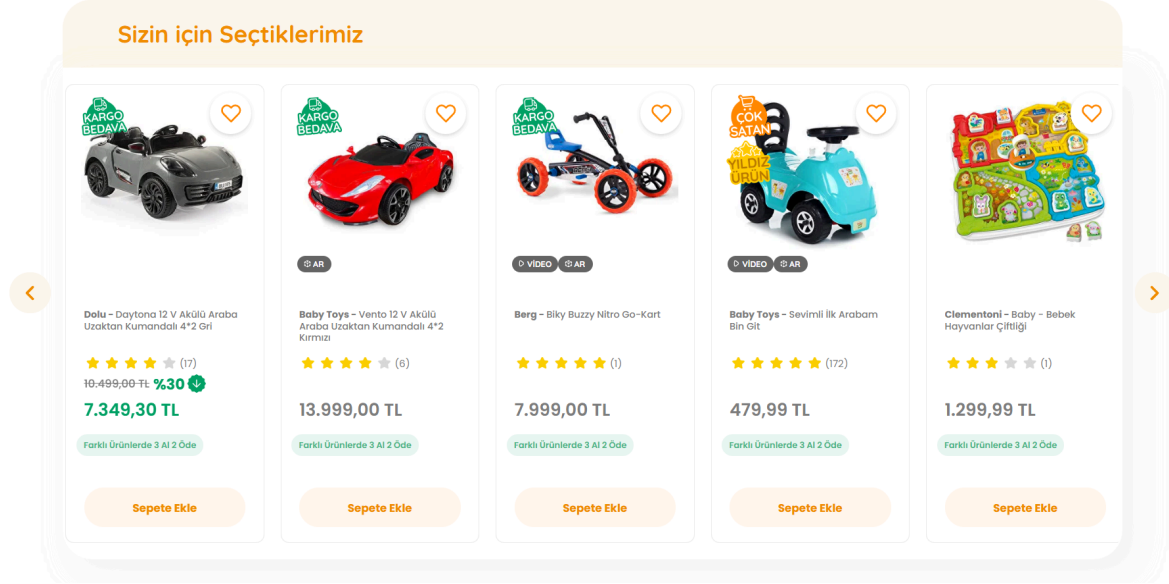 Sizin için Seçtiklerimiz
KARGO
BEDAVA
Dolu - Daytona 12 V Akülü Araba
Uzaktan Kumandalı 4*2 Gri
(17)
10.499,00 TL %30
7.349,30 TL
Farklı Ürünlerde 3 Al 2 Öde
Sepete Ekle
KARGO
BEDAVA
AR
Baby Toys - Vento 12 V Akülü
Araba Uzaktan Kumandalı 4*2
Kırmızı
(6)
13.999,00 TL
Farklı Ürünlerde 3 Al 2 Öde
Sepete Ekle
KARGO
BEDAVA
VİDEO AR
Berg - Biky Buzzy Nitro Go-Kart
(1)
7.999,00 TL
Farklı Ürünlerde 3 Al 2 Öde
Sepete Ekle
ÇOK
SATAN
YILDIZ
ÜRÜN
VİDEO AR
Baby Toys - Sevimli İlk Arabam
Bin Git
(172)
479,99 TL
Farklı Ürünlerde 3 Al 2 Öde
Sepete Ekle
Clementoni - Baby - Bebek
Hayvanlar Çiftliği
(1)
1.299,99 TL
Farklı Ürünlerde 3 Al 2 Öde
Sepete Ekle